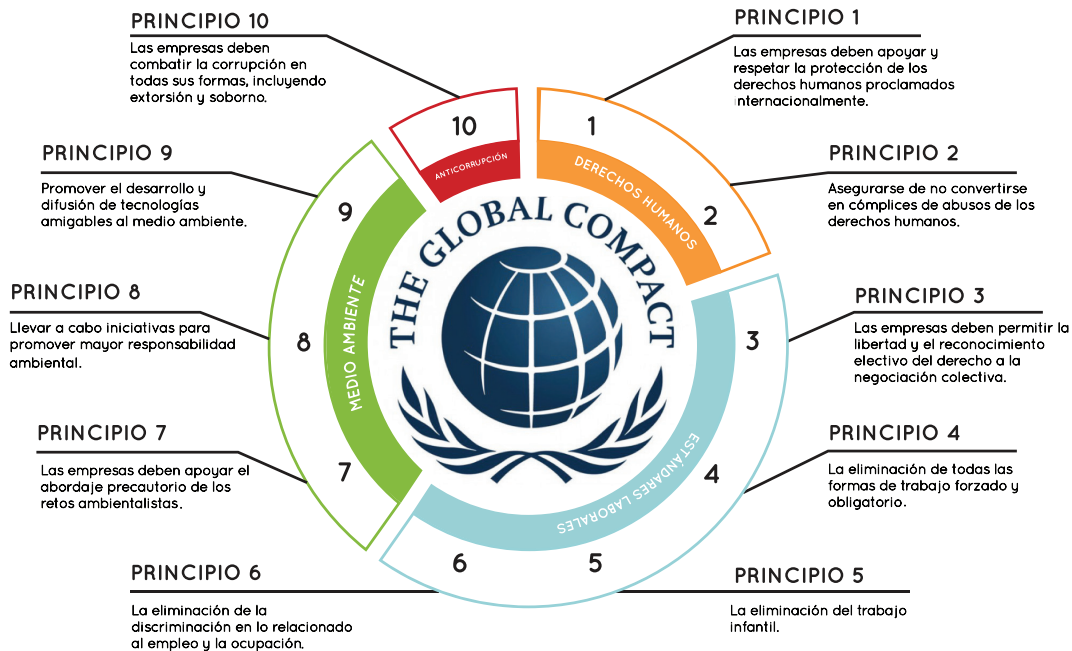 PRINCIPIO 10
Las empresas deben
combatir la corrupción en
todas sus formas, incluyendo
extorsión y soborno.
PRINCIPIO 1
Las empresas deben apoyar y
respetar la protección de los
derechos humanos proclamados
internacionalmente.
PRINCIPIO 9
Promover el desarrollo y
difusión de tecnologías
amigables al medio ambiente.
PRINCIPIO 2
Asegurarse de no convertirse
en cómplices de abusos de los
derechos humanos.
PRINCIPIO 8
Llevar a cabo iniciativas para
promover mayor responsabilidad
ambiental.
PRINCIPIO 3
Las empresas deben permitir la
libertad y el reconocimiento
electivo del derecho a la
negociación colectiva.
PRINCIPIO 7
Las empresas deben apoyar el
abordaje precautorio de los
retos ambientalistas.
PRINCIPIO 4
La eliminación de todas las
formas de trabajo forzado y
obligatorio.
PRINCIPIO 6
La eliminación de la
discriminación en lo relacionado
al empleo y la ocupación.
PRINCIPIO 5
La eliminación del trabajo
infantil.
10
ANTICORRUPCIÓN
1
2
DERECHOS HUMANOS
3
4
5
6
ESTÁNDARES LABORALES
7
8
9
MEDIO AMBIENTE
THE GLOBAL COMPACT